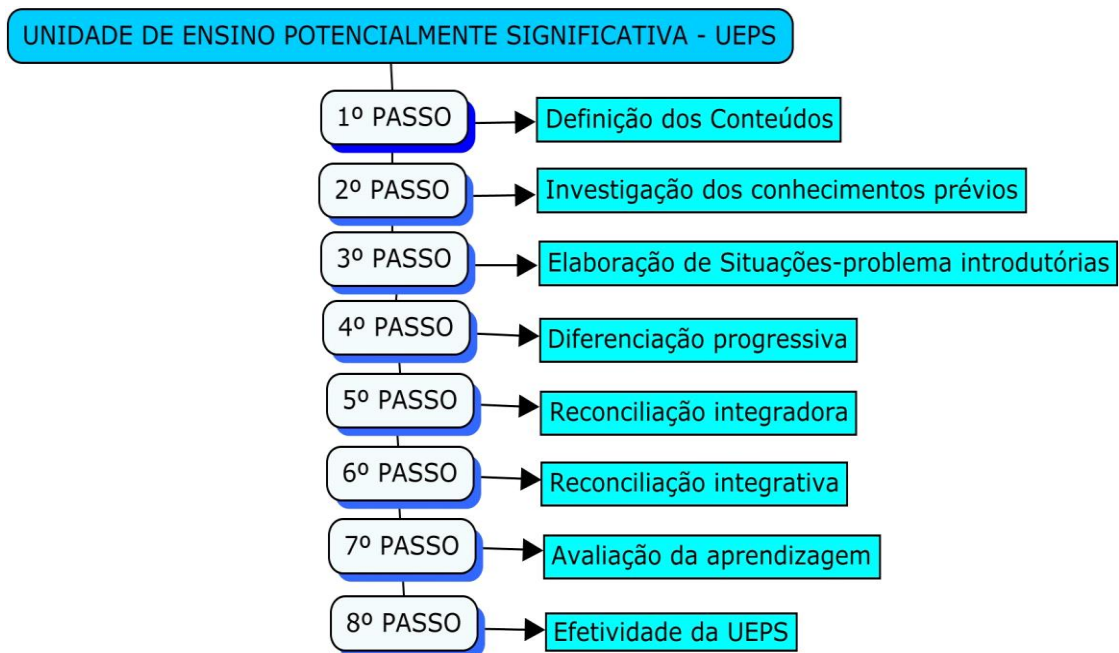 UNIDADE DE ENSINO POTENCIALMENTE SIGNIFICATIVA - UEPS
1º PASSO
Definição dos Conteúdos
2º PASSO
Investigação dos conhecimentos prévios
3º PASSO
Elaboração de Situações-problema introdutórias
4º PASSO
Diferenciação progressiva
5º PASSO
Reconciliação integradora
6º PASSO
Reconciliação integrativa
7º PASSO
Avaliação da aprendizagem
8º PASSO
Efetividade da UEPS